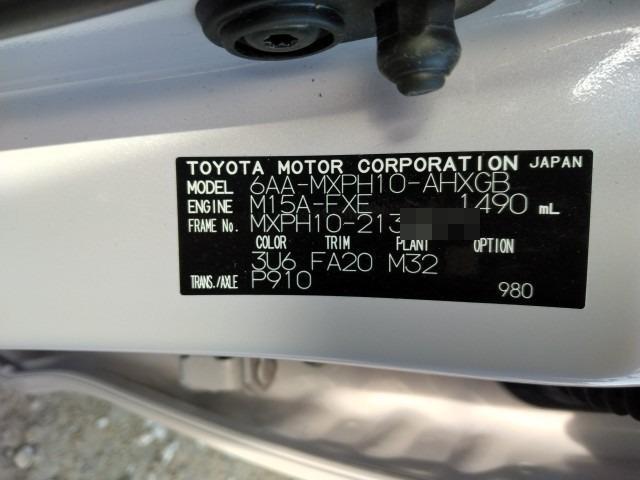 TOYOTA MOTOR CORPORATION JAPAN
MODEL 6AA-MXPH10-AHXGB
ENGINE M15A-FXE 1490 mL
FRAME No. MXPH10-213
COLOR TRIM PLANT OPTION
3U6 FA20 M32
TRANS./AXLE P910 980